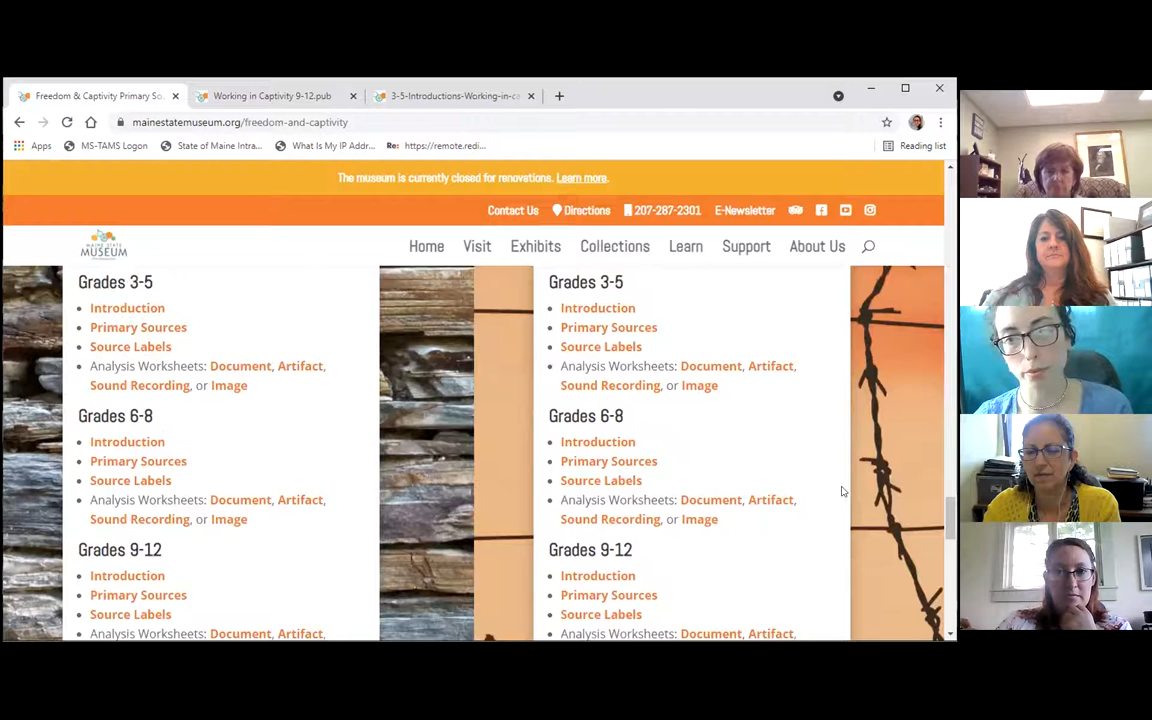 Freedom & Captivity Primary So
Working in Captivity 9-12.pub
3-5-Introductions-Working-in-ca
mainestatemuseum.org/freedom-and-captivity
Apps
MS-TAMS Logon
State of Maine Intra...
What Is My IP Addr...
Re:
https://remote.redi...
Reading list
The museum is currently closed for renovations. Learn more.
Contact Us
Directions
207-287-2301
E-Newsletter
MAINE STATE
MUSEUM
Home
Visit
Exhibits
Collections
Learn
Support
About Us
Grades 3-5
Introduction
Primary Sources
Source Labels
Analysis Worksheets: Document, Artifact,
Sound Recording, or Image
Grades 6-8
Introduction
Primary Sources
Source Labels
Analysis Worksheets: Document, Artifact,
Sound Recording, or Image
Grades 9-12
Introduction
Primary Sources
Source Labels
Analysis Worksheets: Document, Artifact,
Grades 3-5
Introduction
Primary Sources
Source Labels
Analysis Worksheets: Document, Artifact,
Sound Recording, or Image
Grades 6-8
Introduction
Primary Sources
Source Labels
Analysis Worksheets: Document, Artifact,
Sound Recording, or Image
Grades 9-12
Introduction
Primary Sources
Source Labels
Analysis Worksheets: Document, Artifact,